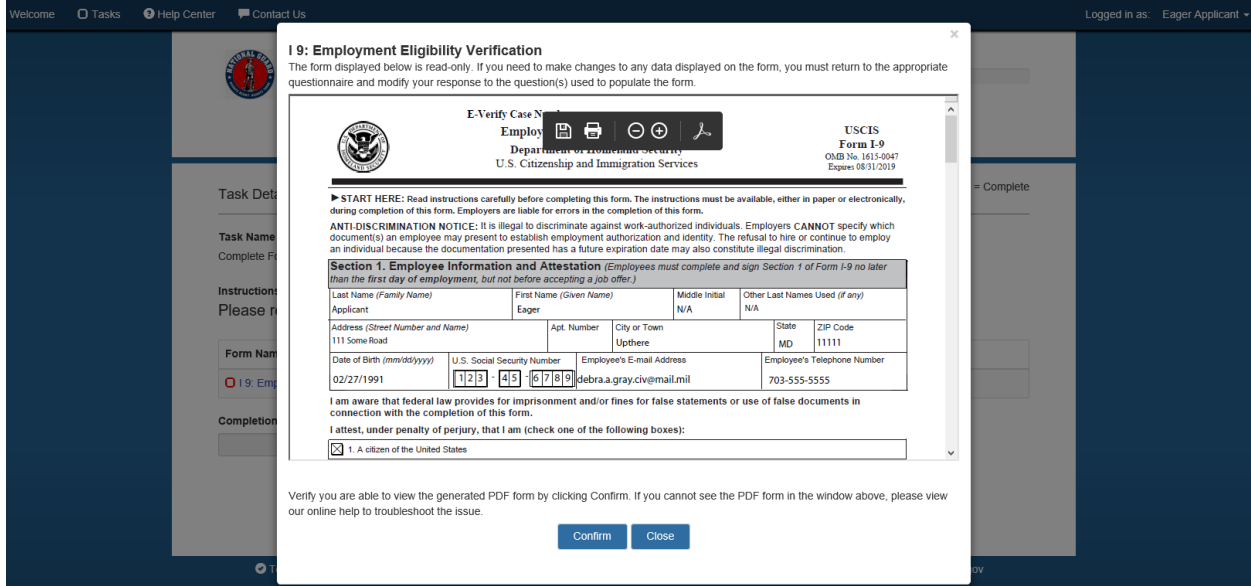 Welcome Tasks Help Center Contact Us Logged in as: Eager Applicant
×
I 9: Employment Eligibility Verification
The form displayed below is read-only. If you need to make changes to any data displayed on the form, you must return to the appropriate
questionnaire and modify your response to the question(s) used to populate the form.
NATIONAL GUARD
E-Verify Case N
Employ
Department of Homeland Security
U.S. Citizenship and Immigration Services
USCIS
Form I-9
OMB No. 1615-0047
Expires 08/31/2019
= Complete
Task Deta
►START HERE: Read instructions carefully before completing this form. The instructions must be available, either in paper or electronically,
during completion of this form. Employers are liable for errors in the completion of this form.
ANTI-DISCRIMINATION NOTICE: It is illegal to discriminate against work-authorized individuals. Employers CANNOT specify which
document(s) an employee may present to establish employment authorization and identity. The refusal to hire or continue to employ
an individual because the documentation presented has a future expiration date may also constitute illegal discrimination.
Task Name
Complete Fo
Section 1. Employee Information and Attestation (Employees must complete and sign Section 1 of Form I-9 no later
than the first day of employment, but not before accepting a job offer.)
Instructions
Please r
Last Name (Family Name) First Name (Given Name) Middle Initial Other Last Names Used (if any)
Applicant Eager N/A N/A
Address (Street Number and Name) Apt. Number City or Town State ZIP Code
111 Some Road Upthere MD 11111
Form Nam
Date of Birth (mm/dd/yyyy) U.S. Social Security Number Employee's E-mail Address Employee's Telephone Number
02/27/1991 123 - 45 - 6789 debra.a.gray.civ@mail.mil 703-555-5555
I 9: Emp
I am aware that federal law provides for imprisonment and/or fines for false statements or use of false documents in
connection with the completion of this form.
Completion
I attest, under penalty of perjury, that I am (check one of the following boxes):
1. A citizen of the United States
Verify you are able to view the generated PDF form by clicking Confirm. If you cannot see the PDF form in the window above, please view
our online help to troubleshoot the issue.
Confirm Close
T
ov